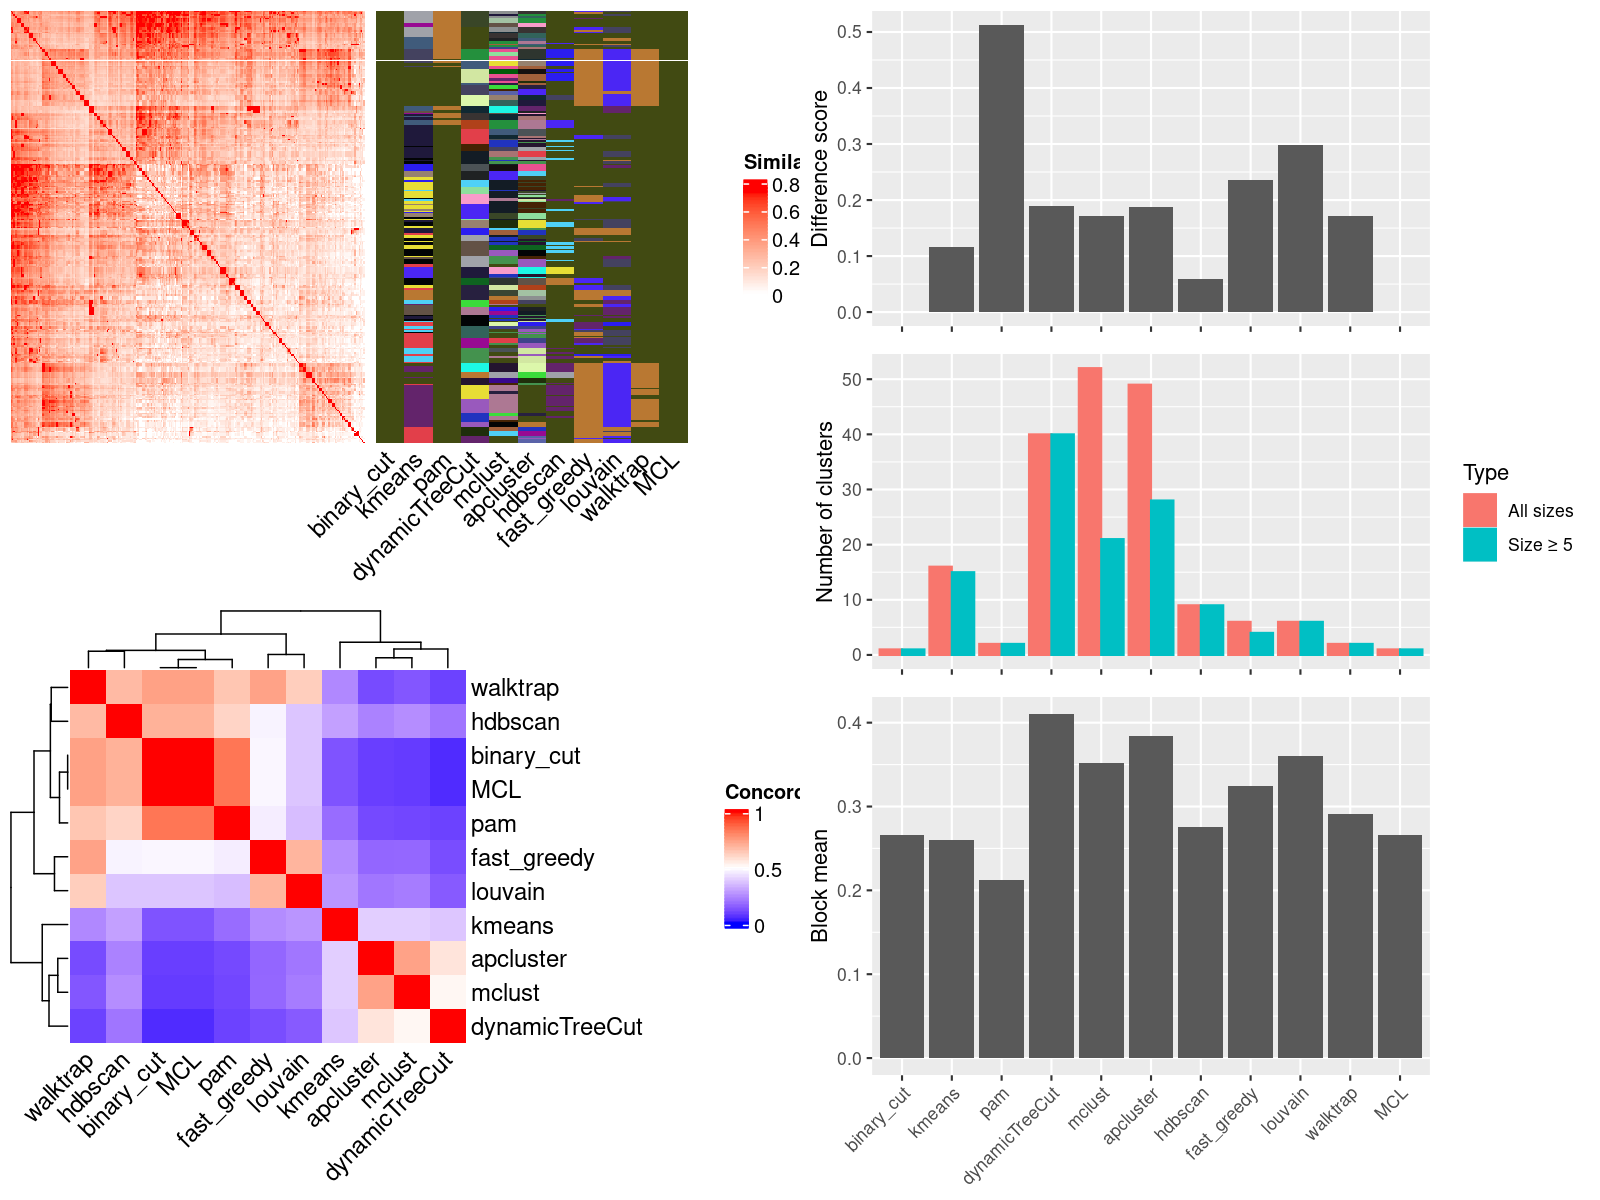 Simila
0.8
0.6
0.4
0.2
0
binary_cut
kmeans
pam
dynamicTreeCut
mclust
apcluster
hdbscan
fast_greedy
louvain
walktrap
MCL
Difference score
0.5
0.4
0.3
0.2
0.1
0.0
Number of clusters
50
40
30
20
10
0
Type
All sizes
Size ≥ 5
walktrap
hdbscan
binary_cut
MCL
pam
fast_greedy
louvain
kmeans
apcluster
mclust
dynamicTreeCut
walktrap
hdbscan
binary_cut
MCL
pam
fast_greedy
louvain
kmeans
apcluster
mclust
dynamicTreeCut
Concord
1
0.5
0
Block mean
0.4
0.3
0.2
0.1
0.0
binary_cut
kmeans
pam
dynamicTreeCut
mclust
apcluster
hdbscan
fast_greedy
louvain
walktrap
MCL